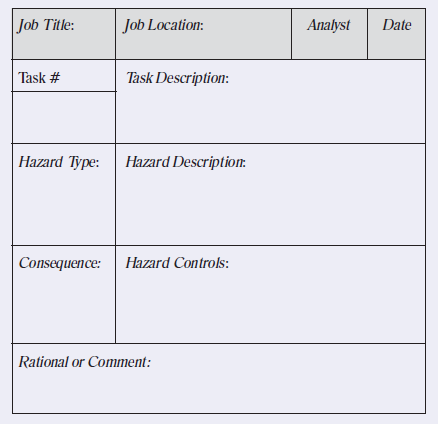 Job Title: Job Location: Analyst Date
Task # Task Description:
Hazard Type: Hazard Description:
Consequence: Hazard Controls:
Rational or Comment: